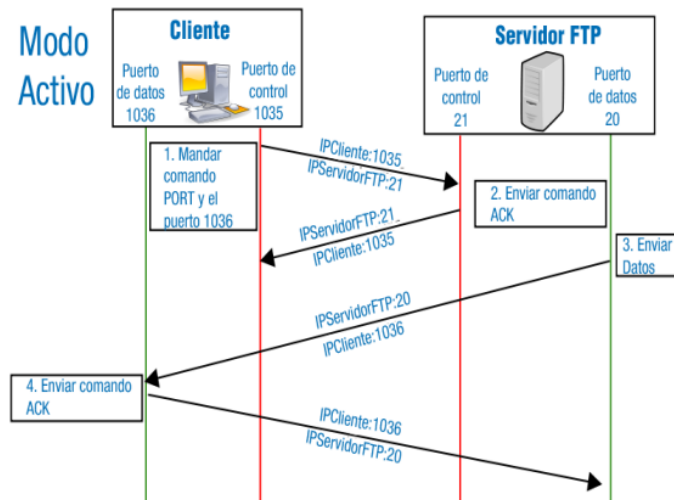 Modo
Activo
Cliente
Puerto
de datos
1036
Puerto de
control
1035
Servidor FTP
Puerto de
control
21
Puerto
de datos
20
1. Mandar
comando
PORT y el
puerto 1036
IPCliente:1035
IPServidorFTP:21
2. Enviar comando
ACK
IPServidorFTP:21
IPCliente:1035
3. Enviar
Datos
IPServidorFTP:20
IPCliente:1036
4. Enviar comando
ACK
IPCliente:1036
IPServidorFTP:20